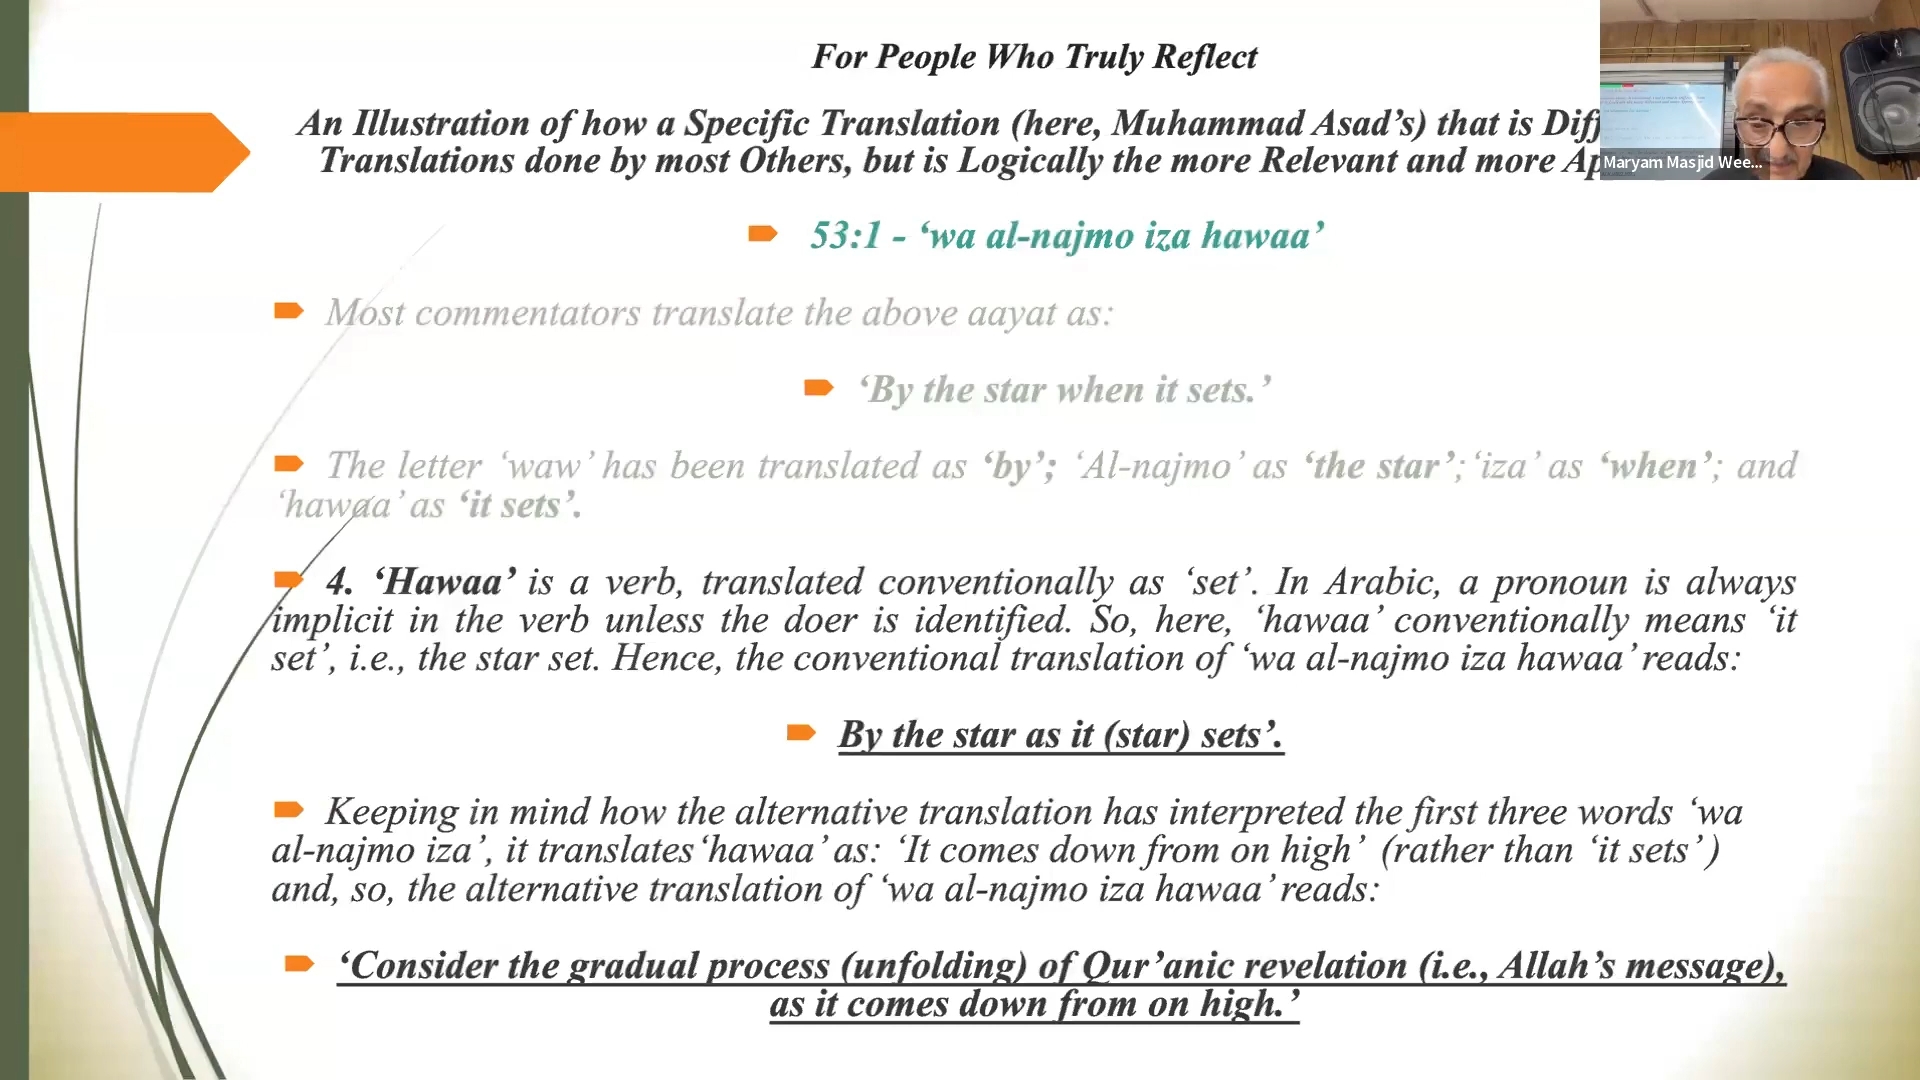 For People Who Truly Reflect
An Illustration of how a Specific Translation (here, Muhammad Asad’s) that is
Translations done by most Others, but is Logically the more Relevant and more
Maryam Masjid Wee...
53:1 - ‘wa al-najmo iza hawaa’
Most commentators translate the above aayat as:
‘By the star when it sets.’
The letter ‘waw’ has been translated as ‘by’; ‘Al-najmo’ as ‘the star’;‘iza’ as ‘when’; and
‘hawaa’ as ‘it sets’.
4. ‘Hawaa’ is a verb, translated conventionally as ‘set’. In Arabic, a pronoun is always
implicit in the verb unless the doer is identified. So, here, ‘hawaa’ conventionally means ‘it
set’, i.e., the star set. Hence, the conventional translation of ‘wa al-najmo iza hawaa’ reads:
By the star as it (star) sets’.
Keeping in mind how the alternative translation has interpreted the first three words ‘wa
al-najmo iza’, it translates ‘hawaa’ as: ‘It comes down from on high’ (rather than ‘it sets’)
and, so, the alternative translation of ‘wa al-najmo iza hawaa’ reads:
‘Consider the gradual process (unfolding) of Qur’anic revelation (i.e., Allah’s message),
as it comes down from on high.’